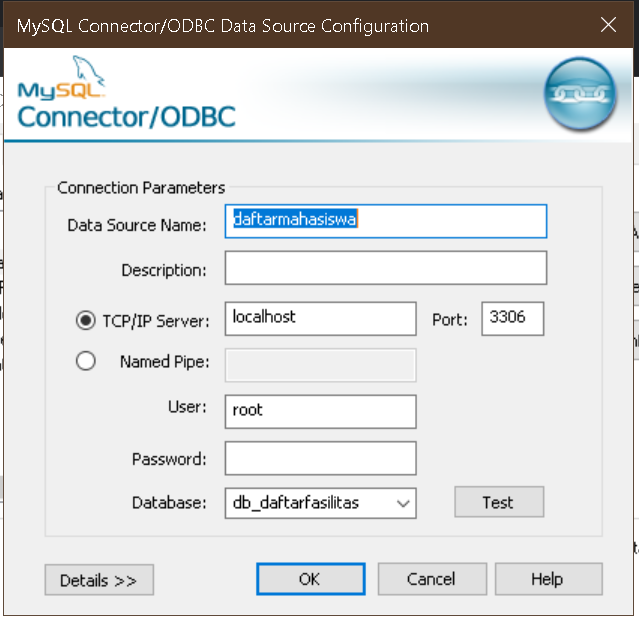 MySQL Connector/ODBC Data Source Configuration
MySQL
Connector/ODBC
Connection Parameters
Data Source Name: daftarmahasiswa
Description:
TCP/IP Server: localhost Port: 3306
Named Pipe:
User: root
Password:
Database: db_daftarfasilitas Test
Details >> OK Cancel Help